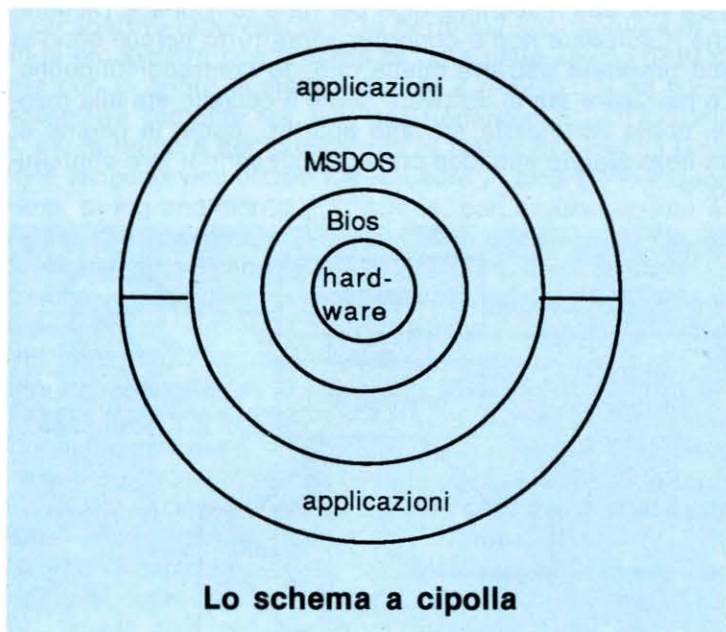 applicazioni
MSDOS
Bios
hard-
ware
applicazioni
Lo schema a cipolla